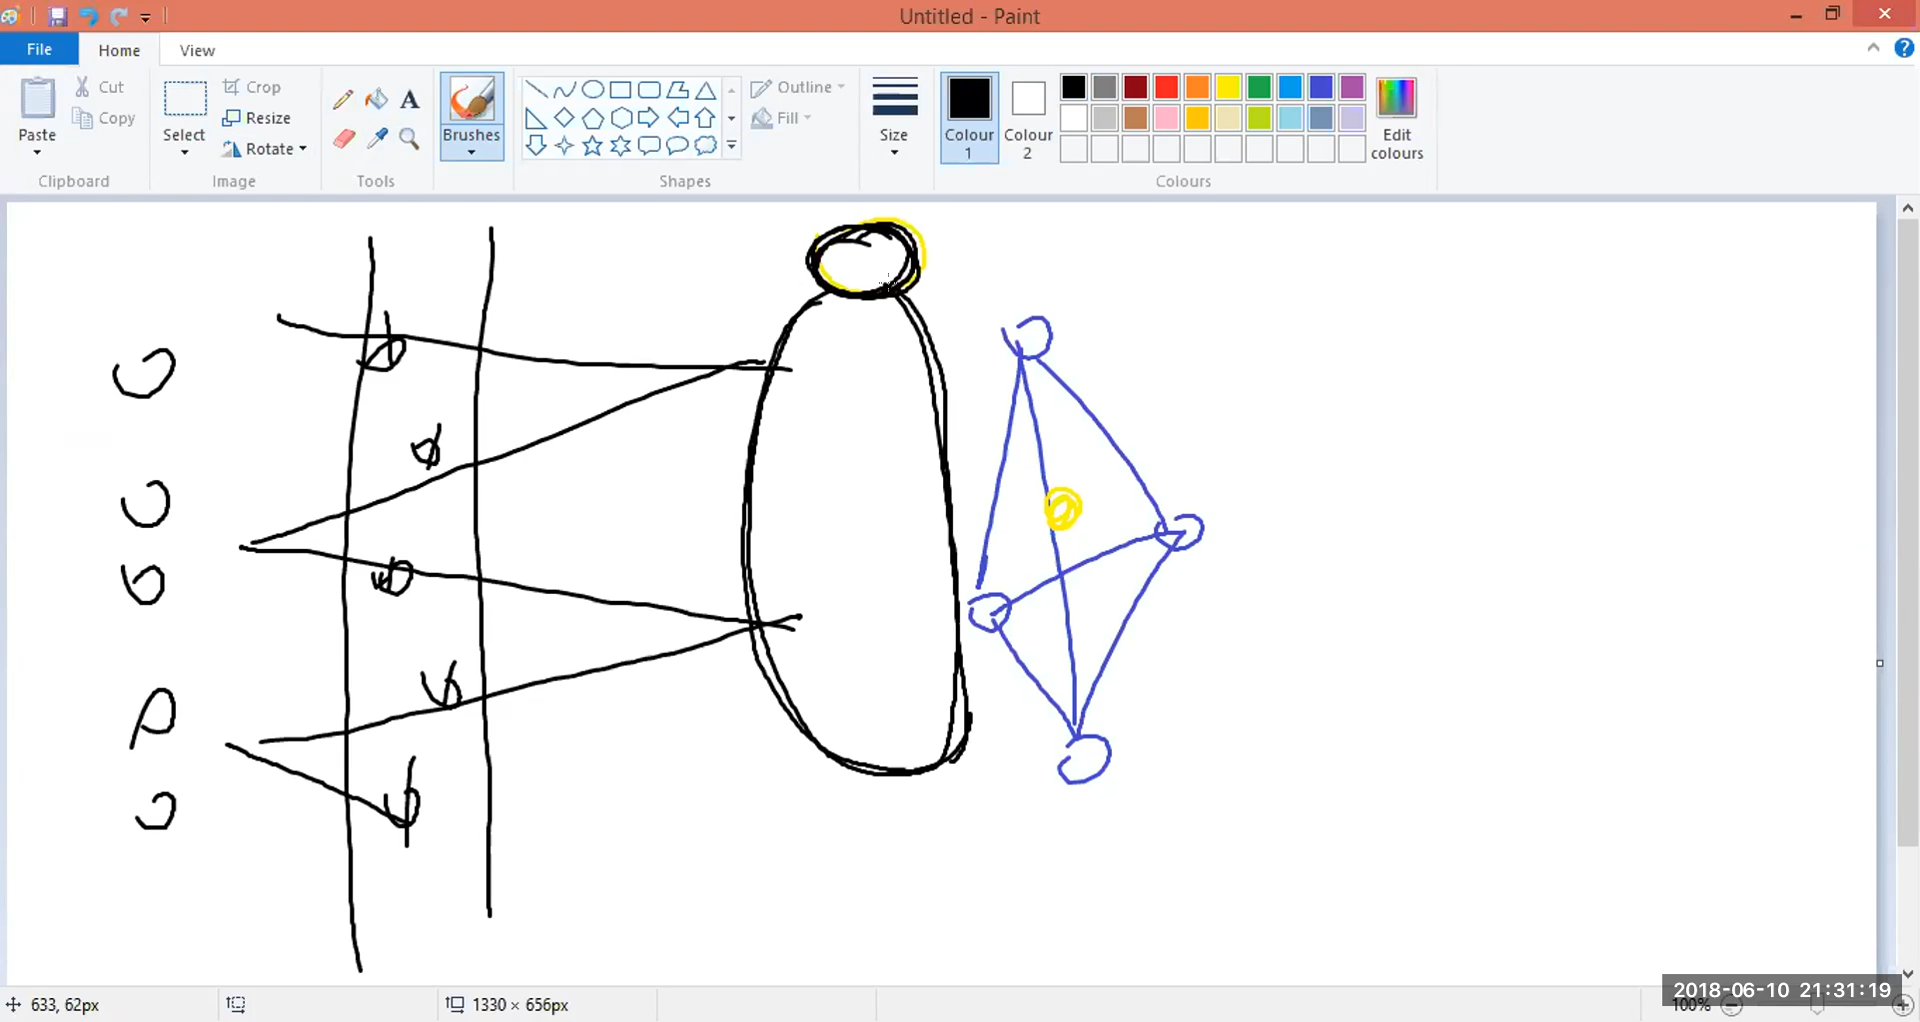 Untitled - Paint
File Home View
Paste
Cut
Copy
Clipboard
Select
Crop
Resize
Rotate
Image
Tools
Brushes
Shapes
Outline
Fill
Size
Colour 1
Colour 2
Edit colours
Colours
633, 62px
1330 × 656px
100%
2018-06-10 21:31:19